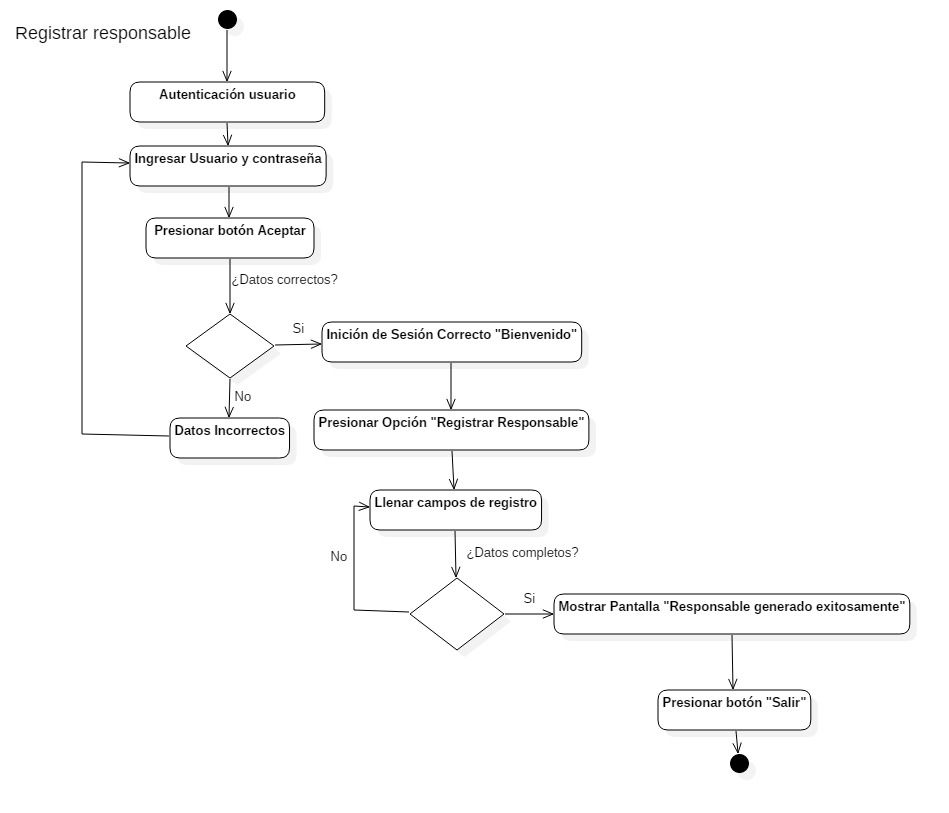 Registrar responsable
Autenticación usuario
Ingresar Usuario y contraseña
Presionar botón Aceptar
¿Datos correctos?
Si
Inición de Sesión Correcto "Bienvenido"
No
Datos Incorrectos
Presionar Opción "Registrar Responsable"
Llenar campos de registro
¿Datos completos?
No
Si
Mostrar Pantalla "Responsable generado exitosamente"
Presionar botón "Salir"